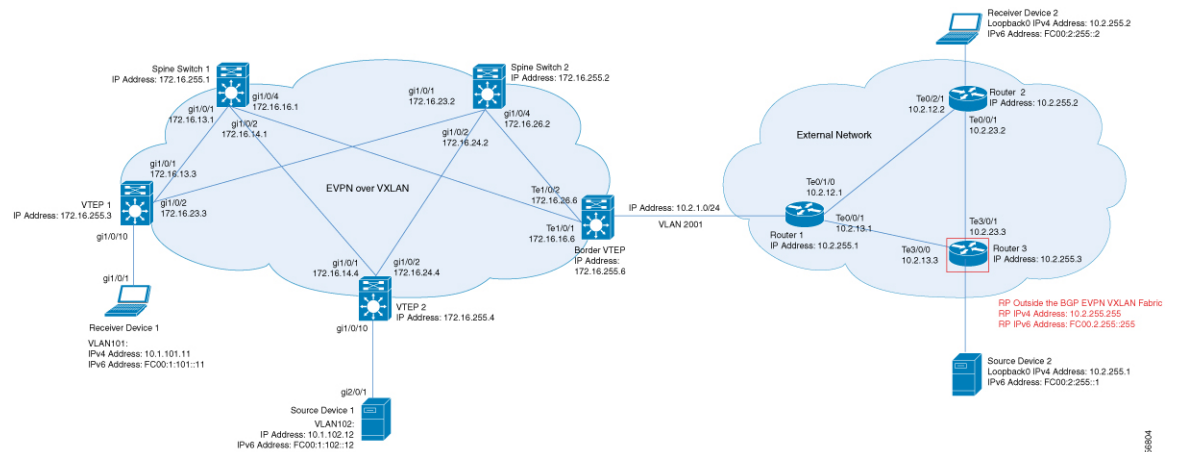 Receiver Device 2
Loopback0 IPv4 Address: 10.2.255.2
IPv6 Address: FC00:2:255::2
Spine Switch 1
IP Address: 172.16.255.1
Spine Switch 2
IP Address: 172.16.255.2
gi1/0/4
172.16.16.1
gi1/0/1
172.16.13.1
gi1/0/2
172.16.14.1
gi1/0/1
172.16.23.2
gi1/0/4
172.16.26.2
gi1/0/2
172.16.24.2
Te0/2/1
10.2.12.2
Router 2
IP Address: 10.2.255.2
Te0/0/1
10.2.23.2
External Network
gi1/0/1
172.16.13.3
EVPN over VXLAN
VTEP 1
IP Address: 172.16.255.3
gi1/0/2
172.16.23.3
gi1/0/10
Te1/0/2
172.16.26.6
Te1/0/1
172.16.16.6
Border VTEP
IP Address:
172.16.255.6
IP Address: 10.2.1.0/24
VLAN 2001
Te0/1/0
10.2.12.1
Te0/0/1
10.2.13.1
Router 1
IP Address: 10.2.255.1
Te3/0/1
10.2.23.3
Te3/0/0
10.2.13.3
Router 3
IP Address: 10.2.255.3
gi1/0/1
172.16.14.4
gi1/0/2
172.16.24.4
VTEP 2
IP Address: 172.16.255.4
gi1/0/10
gi1/0/1
Receiver Device 1
VLAN101:
IPv4 Address: 10.1.101.11
IPv6 Address: FC00:1:101::11
RP Outside the BGP EVPN VXLAN Fabric
RP IPv4 Address: 10.2.255.255
RP IPv6 Address: FC00.2.255::255
Source Device 2
Loopback0 IPv4 Address: 10.2.255.1
IPv6 Address: FC00:2:255::1
gi2/0/1
Source Device 1
VLAN102:
IP Address: 10.1.102.12
IPv6 Address: FC00:1:102::12